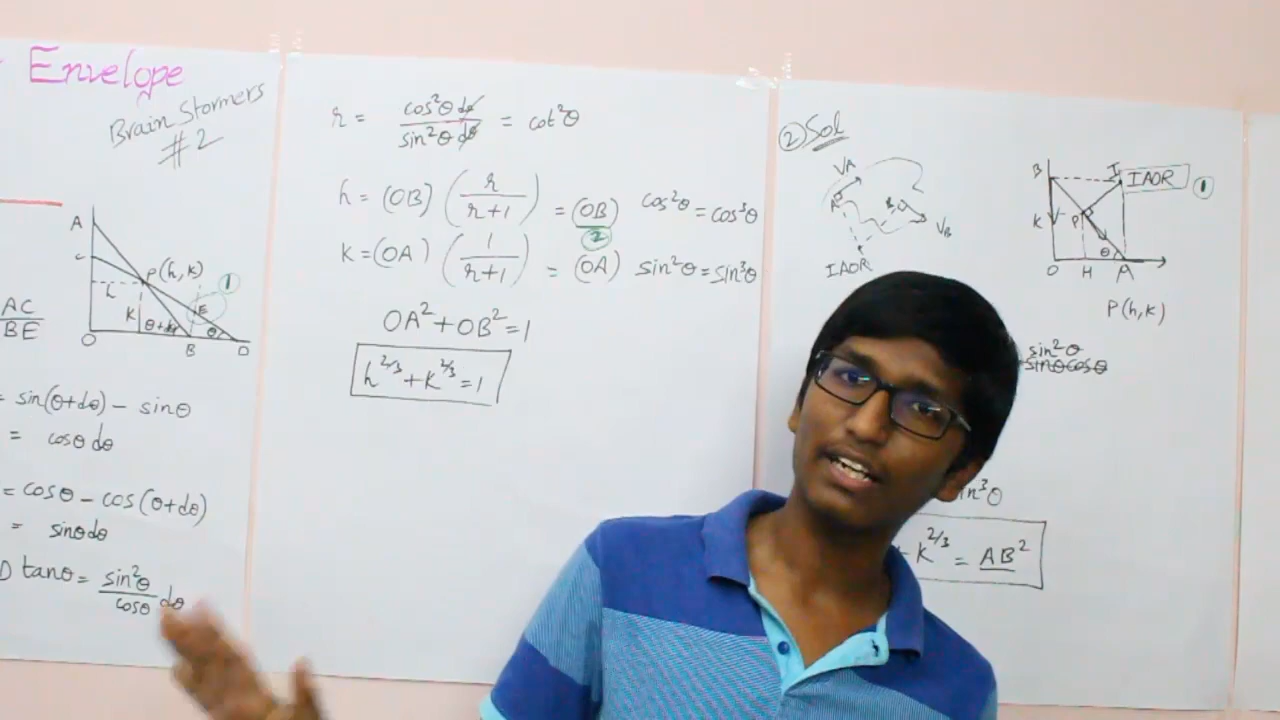 Envelope
Brain Stormers
#2
A
C
P(h,k)
h
k
E
①
θ+dθ
θ
O
B
D
AC
BE
= sin(θ+dθ) - sinθ
= cosθ dθ
= cosθ - cos(θ+dθ)
= sinθdθ
D tanθ = sin²θ/cosθ dθ
r = cos²θ dθ/sin²θ dθ = cot²θ
h = (OB) (r/r+1) = (OB) cos²θ = cos³θ
②
k = (OA) (1/r+1) = (OA) sin²θ = sin³θ
OA² + OB² = 1
h^2/3 + k^2/3 = 1
② Sol
VA
A
B
VB
IAOR
B
I
IAOR
①
K
P
θ
O
H
A
P(h,k)
sin²θ
sinθcosθ
in³θ
+ K^2/3 = AB²